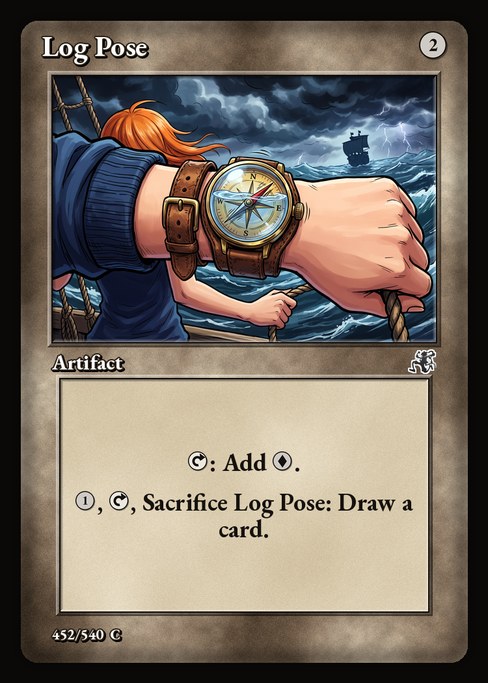 Log Pose 2
N
W E
S
Artifact
: Add .
1, , Sacrifice Log Pose: Draw a
card.
452/540 C